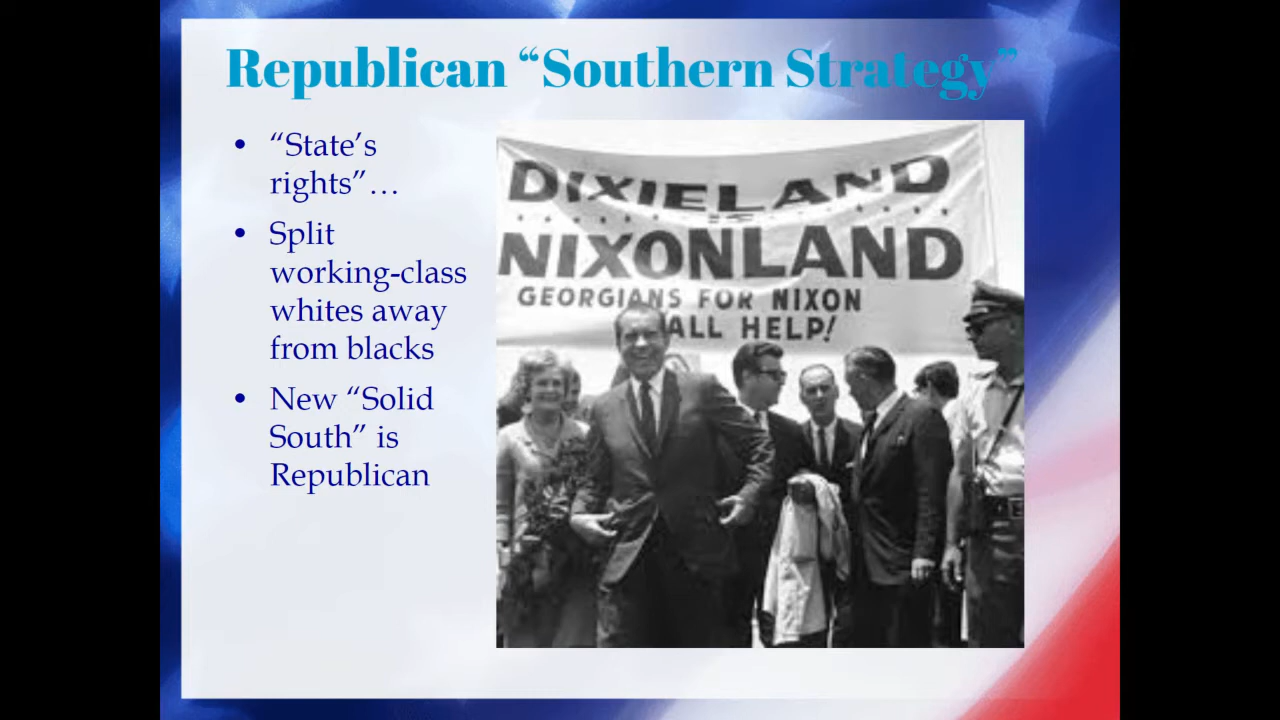 Republican “Southern Strategy”
• “State’s
rights”…
• Split
working-class
whites away
from blacks
• New “Solid
South” is
Republican
DIXIELAND
IS
NIXONLAND
GEORGIANS FOR NIXON
ALL HELP!